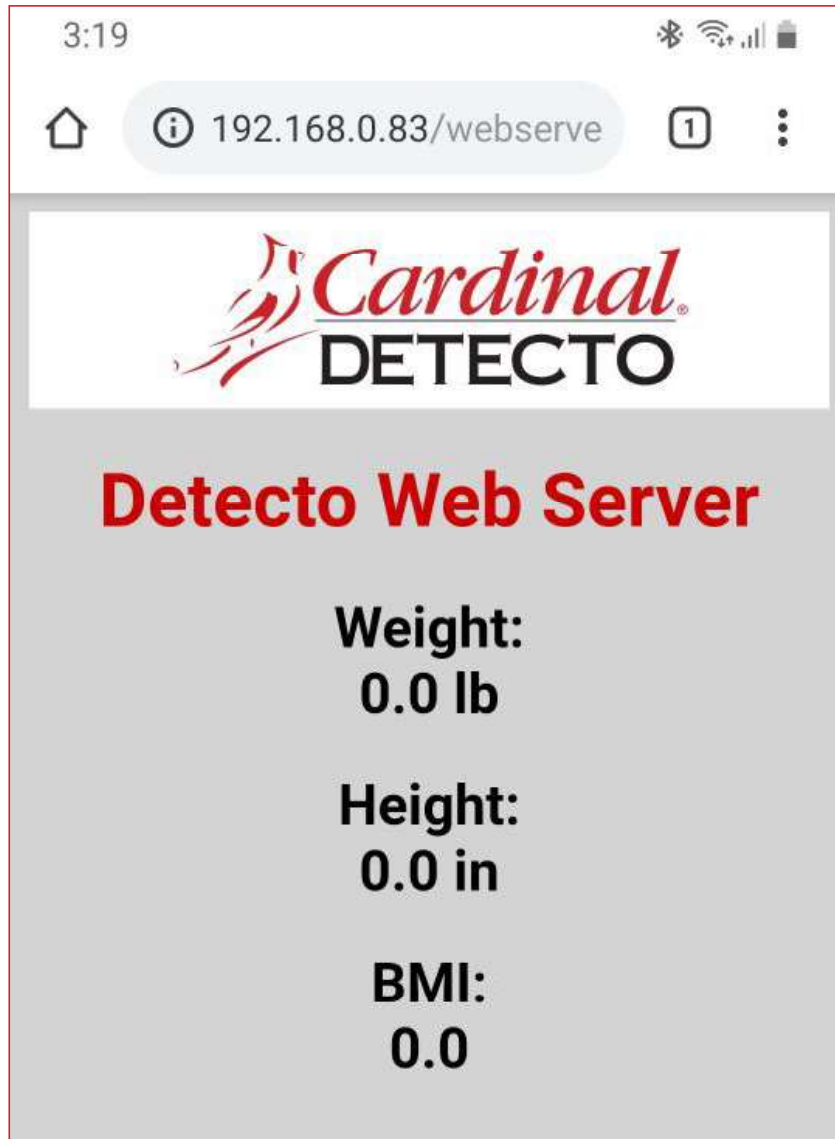 3:19
192.168.0.83/webserve
1
Cardinal®
DETECTO
Detecto Web Server
Weight:
0.0 lb
Height:
0.0 in
BMI:
0.0